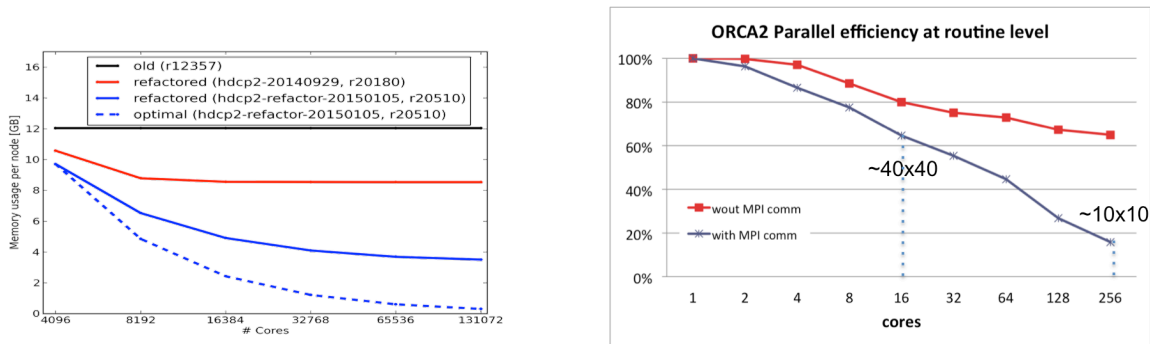 16
14
12
10
8
6
4
2
0
Memory usage per node [GB]
old (r12357)
refactored (hdcp2-20140929, r20180)
refactored (hdcp2-refactor-20150105, r20510)
optimal (hdcp2-refactor-20150105, r20510)
4096 8192 16384 32768 65536 131072
# Cores
ORCA2 Parallel efficiency at routine level
100%
80%
60%
40%
20%
0%
~40x40
~10x10
wout MPI comm
with MPI comm
1 2 4 8 16 32 64 128 256
cores